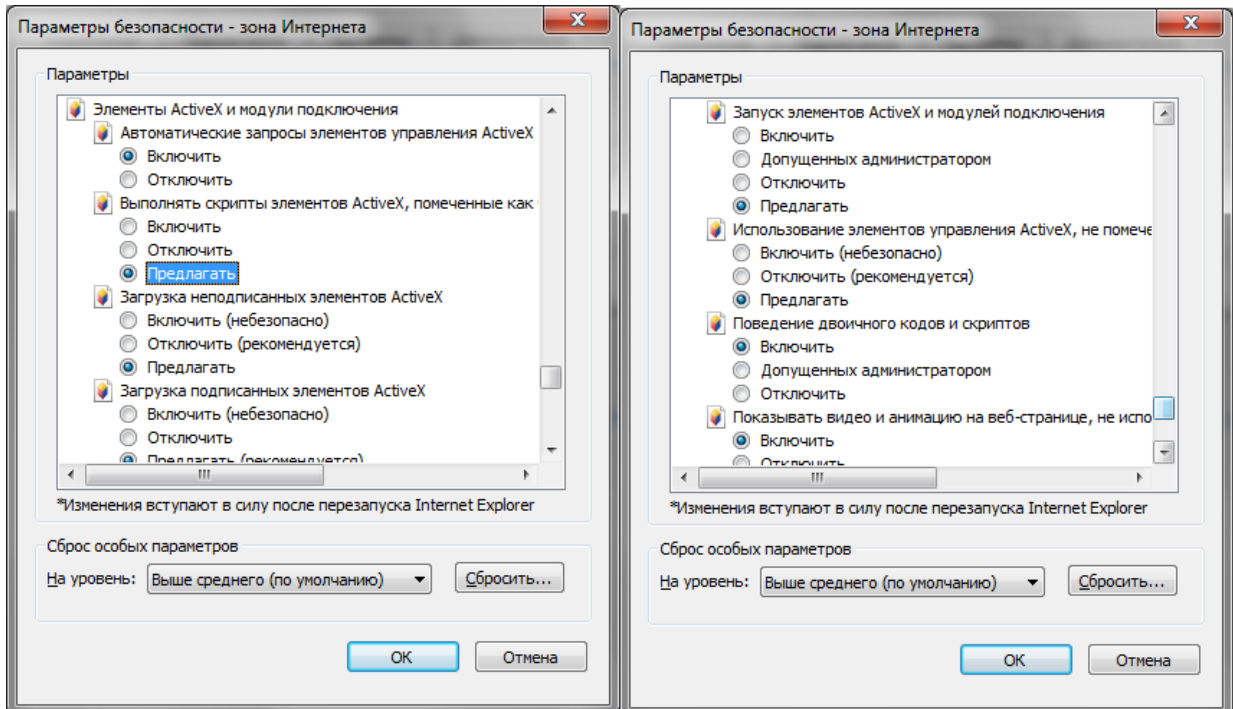 Параметры безопасности - зона Интернета
Параметры
Элементы ActiveX и модули подключения
Автоматические запросы элементов управления ActiveX
Включить
Отключить
Выполнять скрипты элементов ActiveX, помеченные как
Включить
Отключить
Предлагать
Загрузка неподписанных элементов ActiveX
Включить (небезопасно)
Отключить (рекомендуется)
Предлагать
Загрузка подписанных элементов ActiveX
Включить (небезопасно)
Отключить
Предлагать (рекомендуется)
*Изменения вступают в силу после перезапуска Internet Explorer
Сброс особых параметров
На уровень: Выше среднего (по умолчанию) Сбросить...
ОК Отмена
Параметры безопасности - зона Интернета
Параметры
Запуск элементов ActiveX и модулей подключения
Включить
Допущенных администратором
Отключить
Предлагать
Использование элементов управления ActiveX, не помече
Включить (небезопасно)
Отключить (рекомендуется)
Предлагать
Поведение двоичного кодов и скриптов
Включить
Допущенных администратором
Отключить
Показывать видео и анимацию на веб-странице, не испо
Включить
Отключить
*Изменения вступают в силу после перезапуска Internet Explorer
Сброс особых параметров
На уровень: Выше среднего (по умолчанию) Сбросить...
ОК Отмена